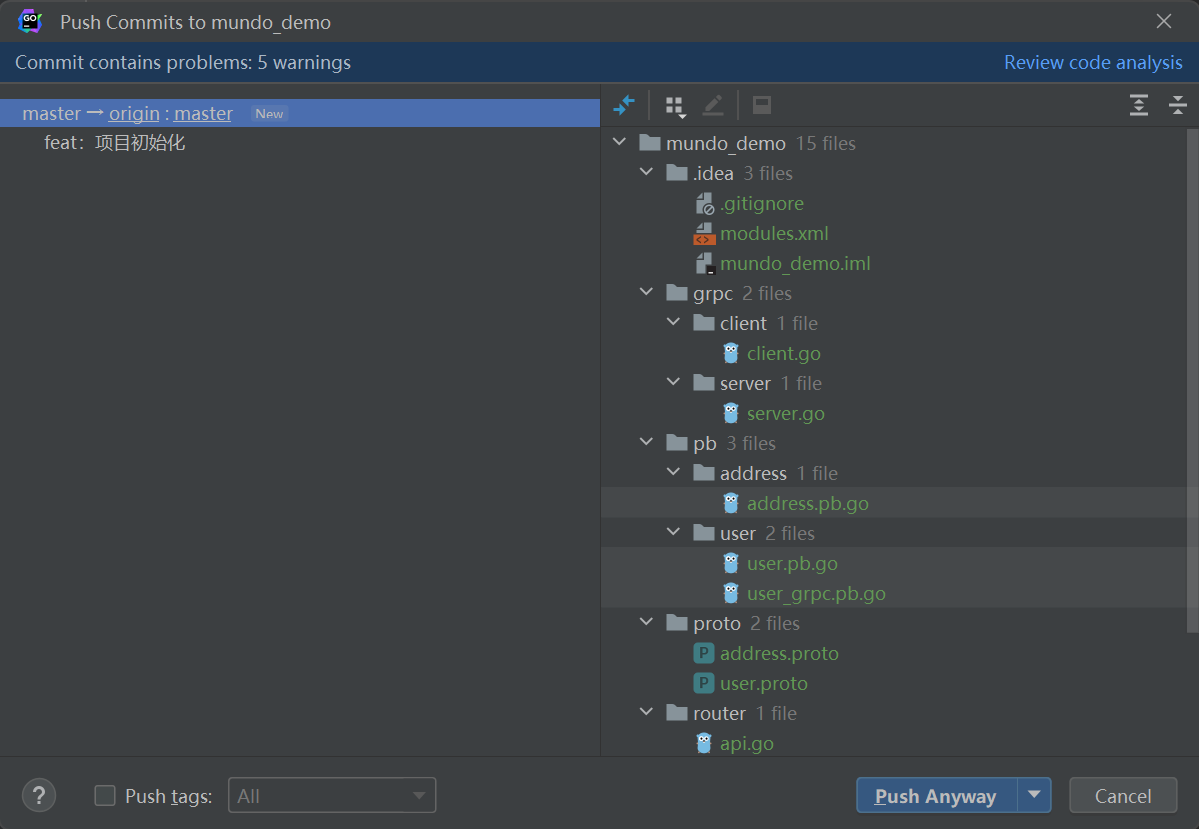 Push Commits to mundo_demo
Commit contains problems: 5 warnings
Review code analysis
master → origin : master New
feat：项目初始化
mundo_demo 15 files
.idea 3 files
.gitignore
modules.xml
mundo_demo.iml
grpc 2 files
client 1 file
client.go
server 1 file
server.go
pb 3 files
address 1 file
address.pb.go
user 2 files
user.pb.go
user_grpc.pb.go
proto 2 files
P address.proto
P user.proto
router 1 file
api.go
? Push tags: All
Push Anyway
Cancel